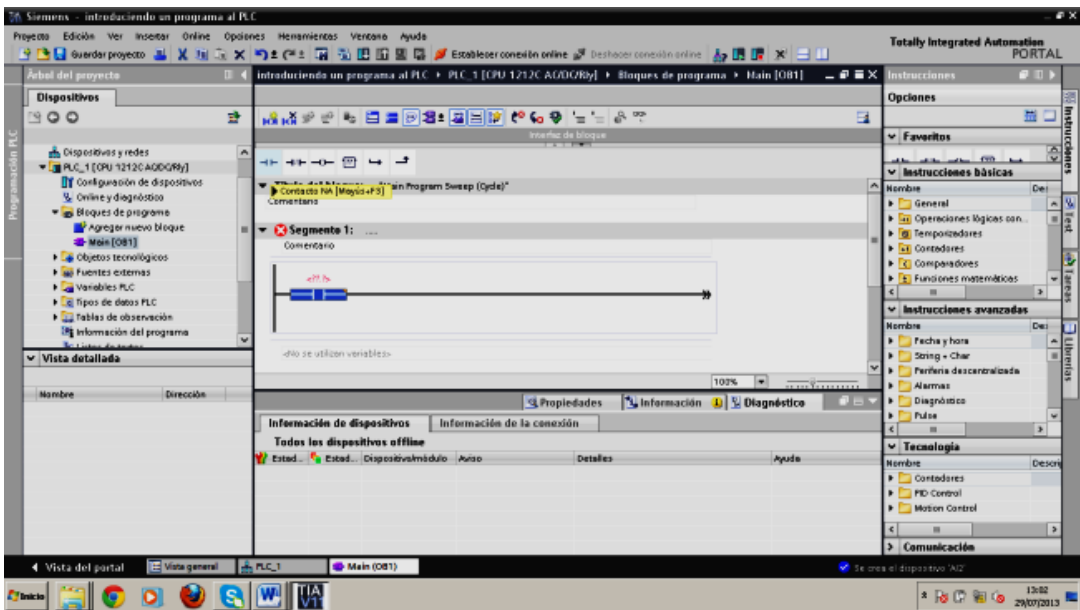 Siemens - introduciendo un programa al PLC
Proyecto Edición Ver Insertar Online Opciones Herramientas Ventana Ayuda
Guardar proyecto
Establecer conexión online
Deshacer conexión online
Totally Integrated Automation
PORTAL
Árbol del proyecto
introduciendo un programa al PLC PLC_1 [CPU 1212C AC/DC/Rly] Bloques de programa Main [OB1]
Instrucciones
Dispositivos
Opciones
Programación PLC
Interfaz de bloque
Favoritos
Dispositivos y redes
PLC_1 [CPU 1212C AC/DC/Rly]
Configuración de dispositivos
Online y diagnóstico
Bloques de programa
Agregar nuevo bloque
Main [OB1]
Objetos tecnológicos
Fuentes externas
Variables PLC
Tipos de datos PLC
Tablas de observación
Información del programa
Vista detallada
Nombre Dirección
Contacto NA [Mayús+F3]
Program Sweep (Cycle)"
Comentario
Segmento 1: ....
Comentario
<??.?>
<No se utilizan variables>
100%
Propiedades Información Diagnóstico
Información de dispositivos Información de la conexión
Todos los dispositivos offline
Estad... Estad... Dispositivo/módulo Aviso Detalles Ayuda
Instrucciones básicas
Nombre
General
Operaciones lógicas con...
Temporizadores
Contadores
Comparadores
Funciones matemáticas
Instrucciones avanzadas
Nombre
Fecha y hora
String + Char
Periferia descentralizada
Alarmas
Diagnóstico
Pulse
Tecnología
Nombre
Contadores
PID Control
Motion Control
Comunicación
Instrucciones
Test
Tareas
Librerías
Vista del portal Vista general PLC_1 Main (OB1)
Se crea el dispositivo
Inicio
TIA
V11
13:02
29/07/2013